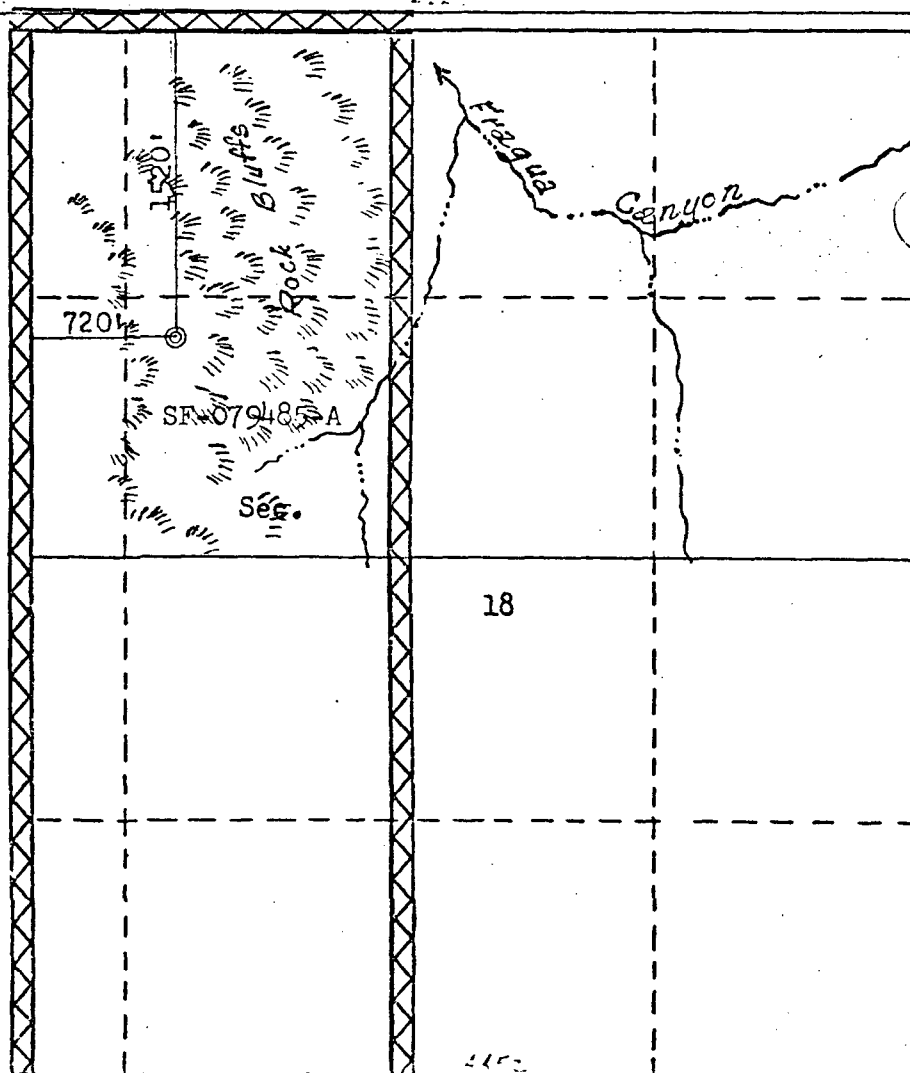 Fragua
Canyon
1520'
Rock Bluffs
720'
SF-079485-A
Sec.
18